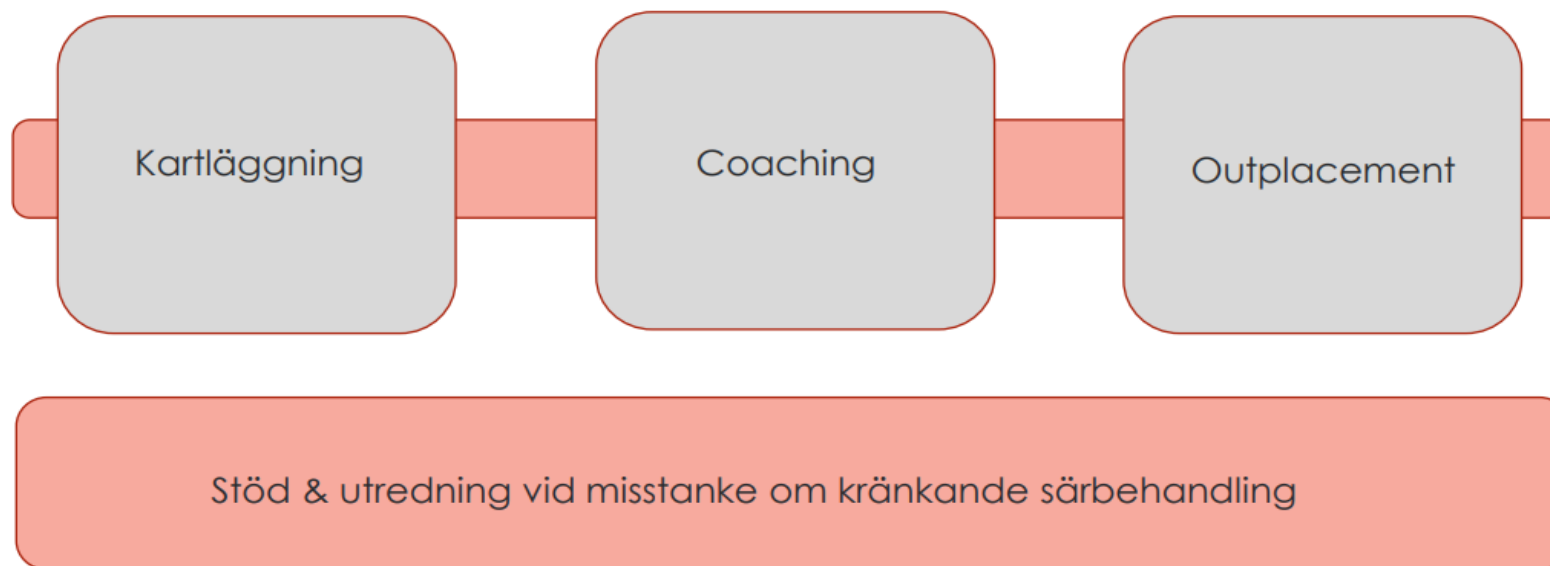 Kartläggning
Coaching
Outplacement
Stöd & utredning vid misstanke om kränkande särbehandling